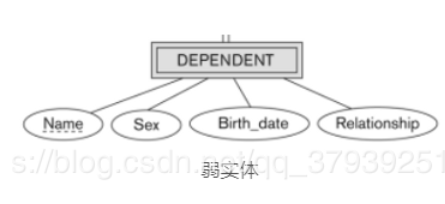 DEPENDENT
Name
Sex
Birth_date
Relationship
s://blog.csdn.net/qq_37939251
弱实体